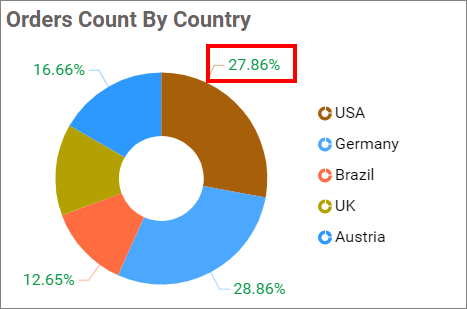 Orders Count By Country
16.66%
27.86%
USA
Germany
Brazil
UK
Austria
12.65%
28.86%